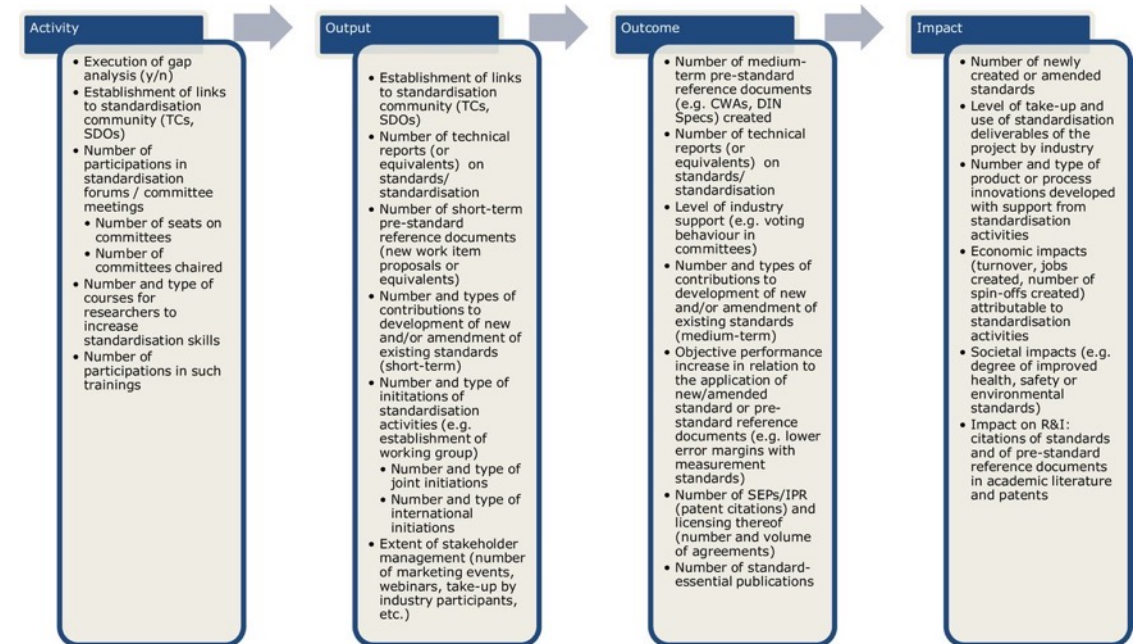 Activity
• Execution of gap
analysis (y/n)
• Establishment of links
to standardisation
community (TCs,
SDOs)
• Number of
participations in
standardisation
forums / committee
meetings
• Number of seats on
committees
• Number of
committees chaired
• Number and type of
courses for
researchers to
increase
standardisation skills
• Number of
participations in such
trainings
Output
• Establishment of links
to standardisation
community (TCs,
SDOs)
• Number of technical
reports (or
equivalents) on
standards/
standardisation
• Number of short-term
pre-standard
reference documents
(new work item
proposals or
equivalents)
• Number and types of
contributions to
development of new
and/or amendment of
existing standards
(short-term)
• Number and type of
inititations of
standardisation
activities (e.g.
establishment of
working group)
• Number and type of
joint initiations
• Number and type of
international
initiations
• Extent of stakeholder
management (number
of marketing events,
webinars, take-up by
industry participants,
etc.)
Outcome
• Number of medium-
term pre-standard
reference documents
(e.g. CWAs, DIN
Specs) created
• Number of technical
reports (or
equivalents) on
standards/
standardisation
• Level of industry
support (e.g. voting
behaviour in
committees)
• Number and types of
contributions to
development of new
and/or amendment of
existing standards
(medium-term)
• Objective performance
increase in relation to
the application of
new/amended
standard or pre-
standard reference
documents (e.g. lower
error margins with
measurement
standards)
• Number of SEPs/IPR
(patent citations) and
licensing thereof
(number and volume
of agreements)
• Number of standard-
essential publications
Impact
• Number of newly
created or amended
standards
• Level of take-up and
use of standardisation
deliverables of the
project by industry
• Number and type of
product or process
innovations developed
with support from
standardisation
activities
• Economic impacts
(turnover, jobs
created, number of
spin-offs created)
attributable to
standardisation
activities
• Societal impacts (e.g.
degree of improved
health, safety or
environmental
standards)
• Impact on R&I:
citations of standards
and of pre-standard
reference documents
in academic literature
and patents